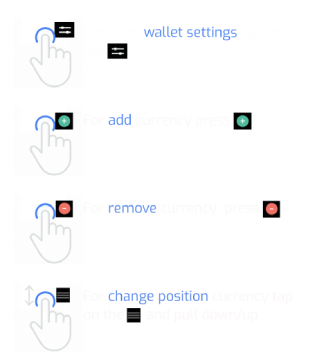 wallet settings
For add currency press
For remove currency press
For change position currency tap
on the and pull down/up